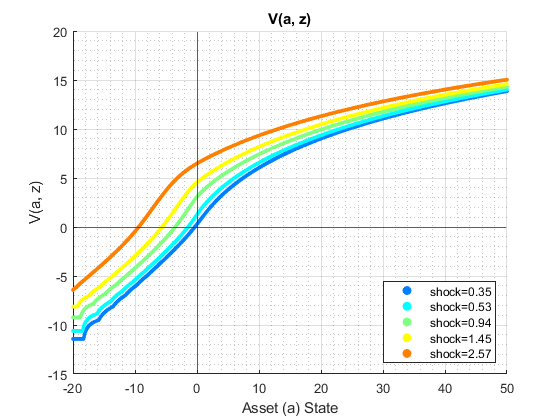 V(a, z)
20
15
10
5
0
-5
-10
-15
V(a, z)
-20
-10
0
10
20
30
40
50
Asset (a) State
shock=0.35
shock=0.53
shock=0.94
shock=1.45
shock=2.57